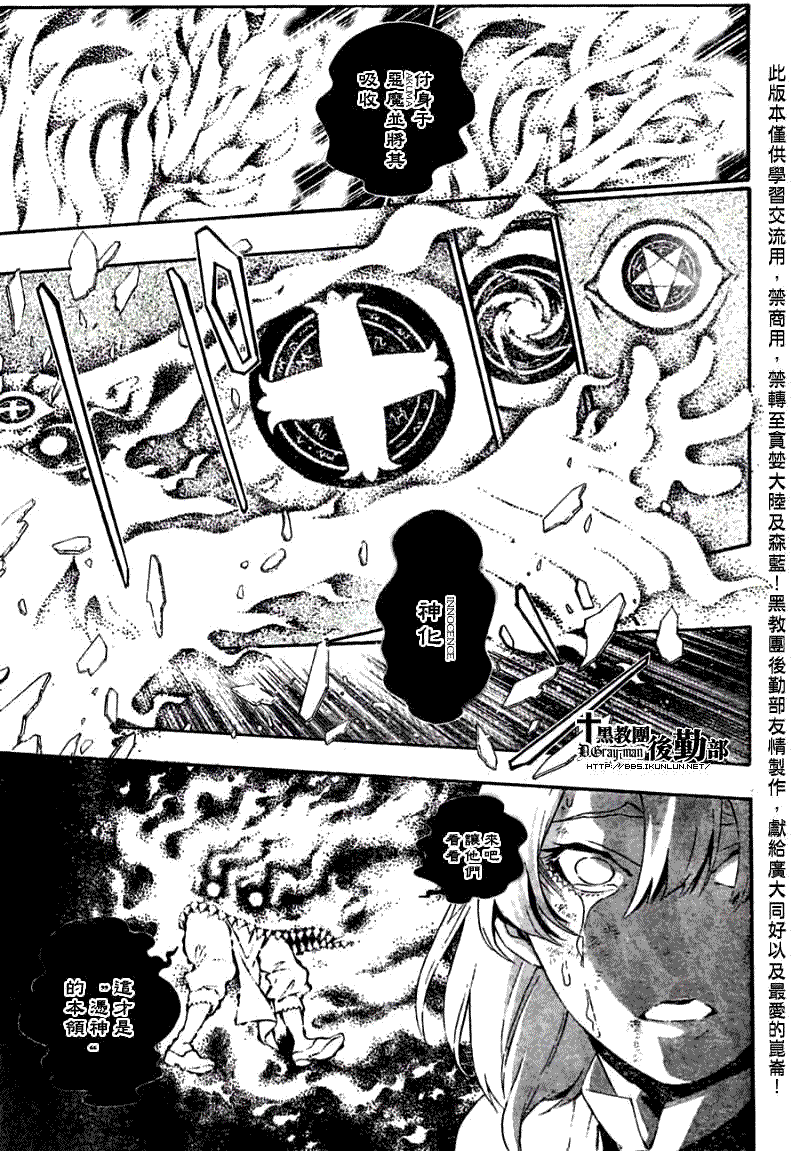 付身于
惡魔並將其
AKUMA
吸收
INNOCENCE
神化
十黑教團
D.Gray-man 後勤部
HTTP://BBS.IKUNLUN.NET/
來吧
讓他們
看看
這才是
“憑神”
的本領
此版本僅供學習交流用，禁商用，禁轉至貪婪大陸及森藍！黑教團後勤部友情製作，獻給廣大同好以及最愛的崑崙！